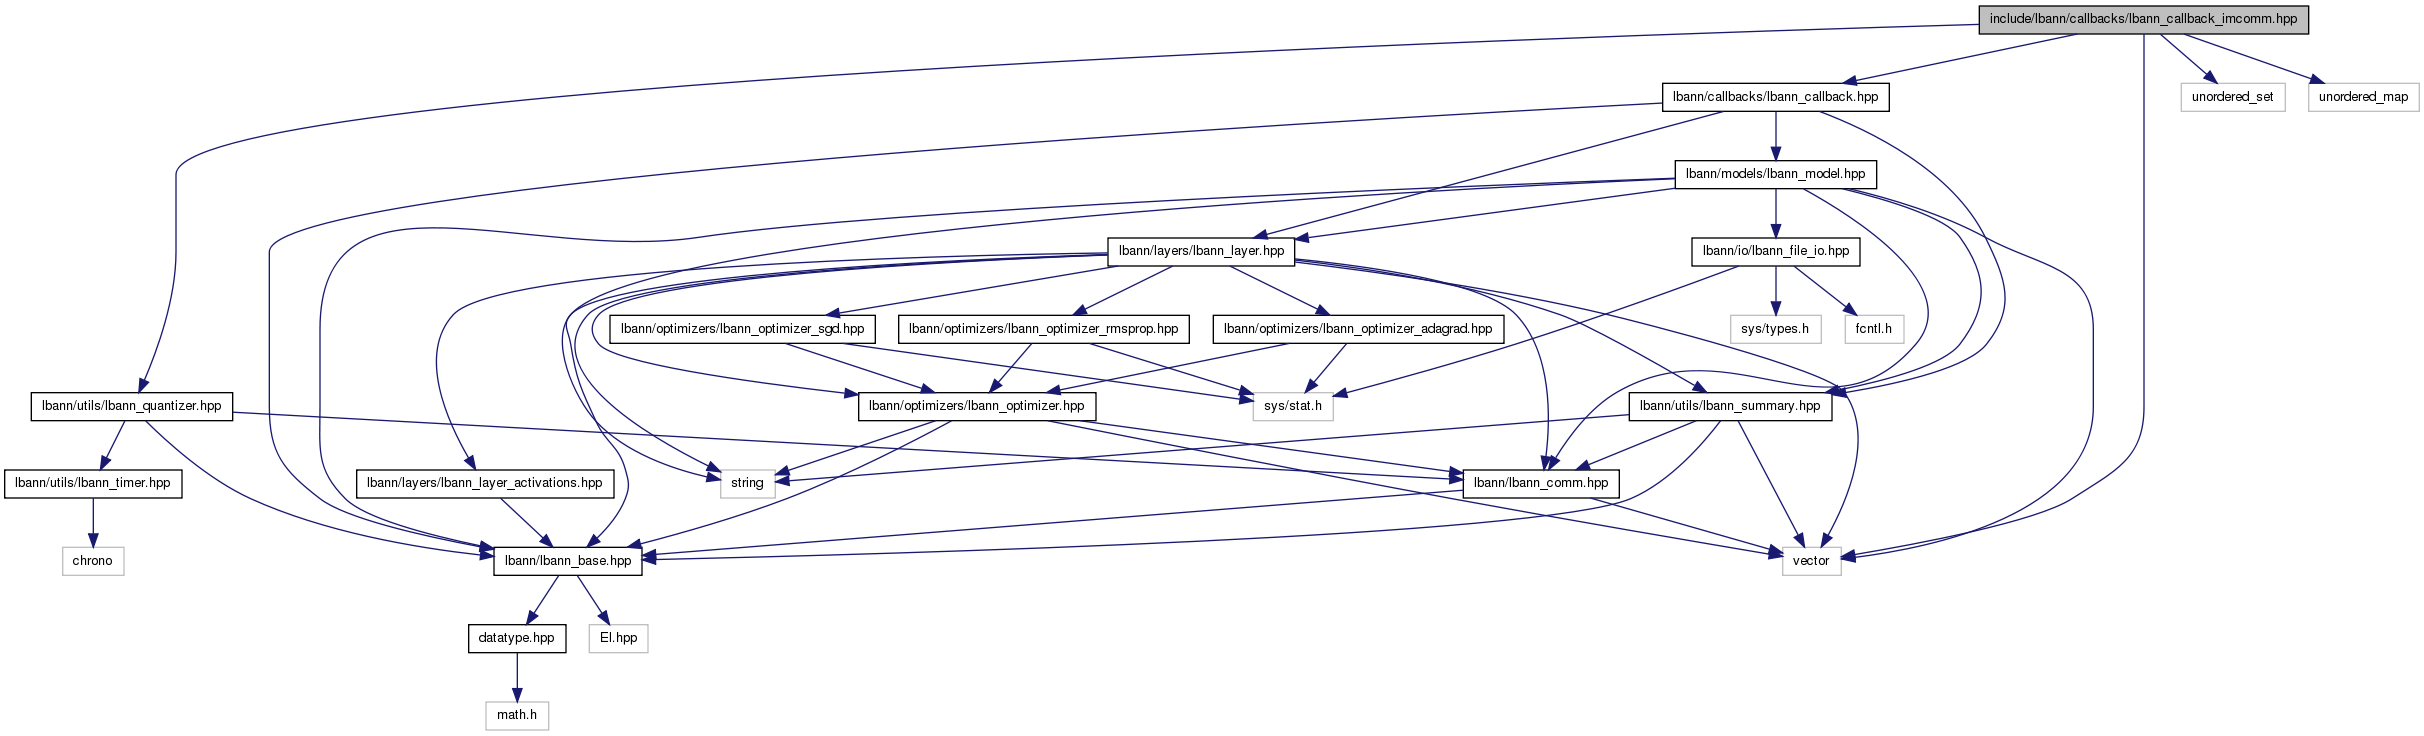 include/lbann/callbacks/lbann_callback_imcomm.hpp
lbann/callbacks/lbann_callback.hpp
unordered_set
unordered_map
lbann/models/lbann_model.hpp
lbann/layers/lbann_layer.hpp
lbann/io/lbann_file_io.hpp
lbann/optimizers/lbann_optimizer_sgd.hpp
lbann/optimizers/lbann_optimizer_rmsprop.hpp
lbann/optimizers/lbann_optimizer_adagrad.hpp
sys/types.h
fcntl.h
lbann/utils/lbann_quantizer.hpp
lbann/optimizers/lbann_optimizer.hpp
sys/stat.h
lbann/utils/lbann_summary.hpp
lbann/utils/lbann_timer.hpp
lbann/layers/lbann_layer_activations.hpp
string
lbann/lbann_comm.hpp
chrono
lbann/lbann_base.hpp
vector
datatype.hpp
El.hpp
math.h